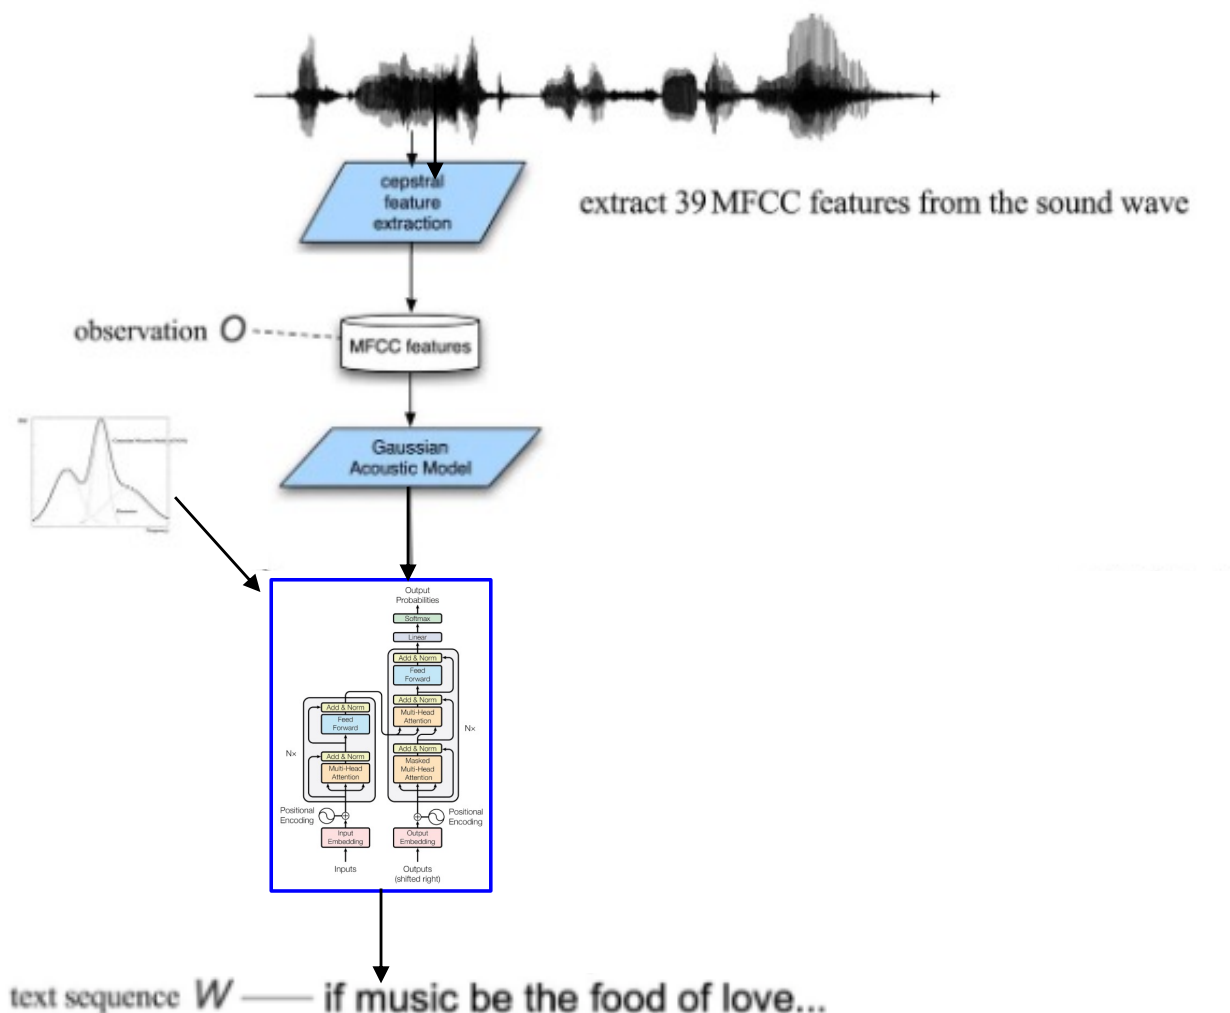 cepstral
feature
extraction
extract 39 MFCC features from the sound wave
observation O
MFCC features
Gaussian
Acoustic Model
Output
Probabilities
Softmax
Linear
Add & Norm
Feed
Forward
Add & Norm
Multi-Head
Attention
Add & Norm
Masked
Multi-Head
Attention
Nx
Add & Norm
Feed
Forward
Add & Norm
Multi-Head
Attention
Nx
Positional
Encoding
Positional
Encoding
Input
Embedding
Output
Embedding
Inputs
Outputs
(shifted right)
text sequence W if music be the food of love...